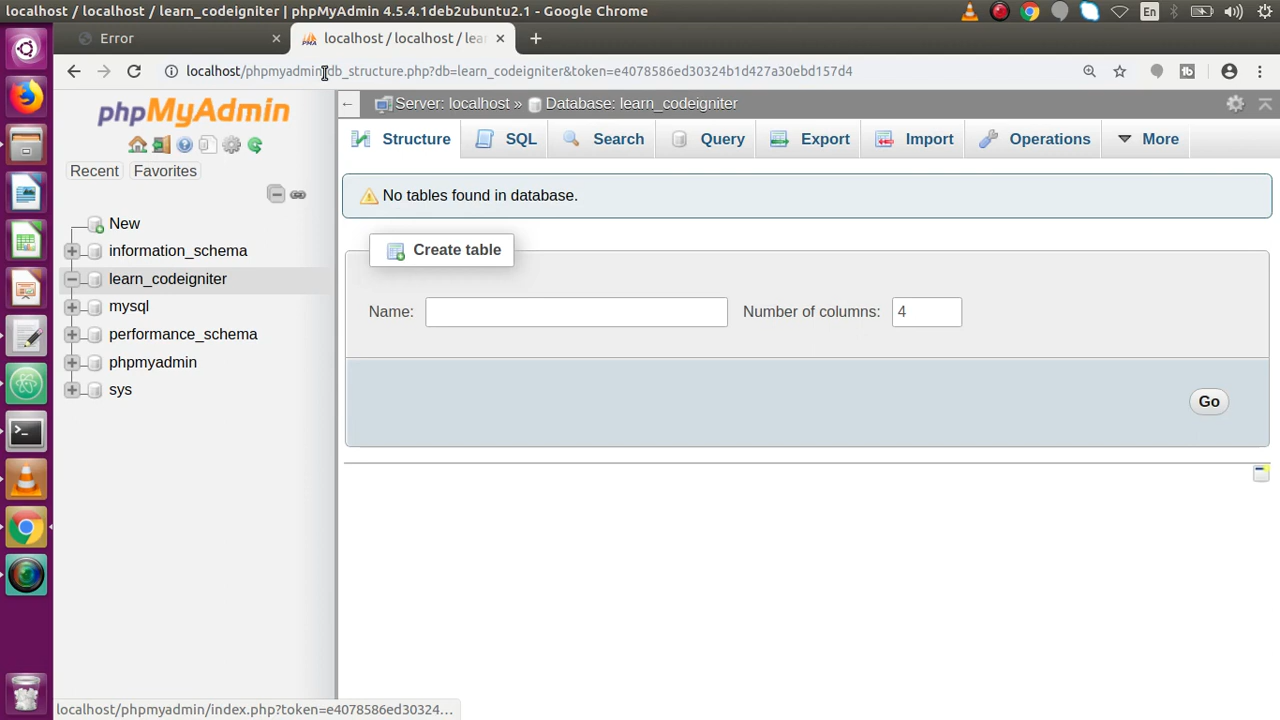 localhost / localhost / learn_codeigniter | phpMyAdmin 4.5.4.1deb2ubuntu2.1 - Google Chrome
En
Error
localhost / localhost / lea
localhost/phpmyadmin/db_structure.php?db=learn_codeigniter&token=e4078586ed30324b1d427a30ebd157d4
phpMyAdmin
Recent
Favorites
New
information_schema
learn_codeigniter
mysql
performance_schema
phpmyadmin
sys
Server: localhost » Database: learn_codeigniter
Structure
SQL
Search
Query
Export
Import
Operations
More
No tables found in database.
Create table
Name:
Number of columns: 4
Go
localhost/phpmyadmin/index.php?token=e4078586ed30324...